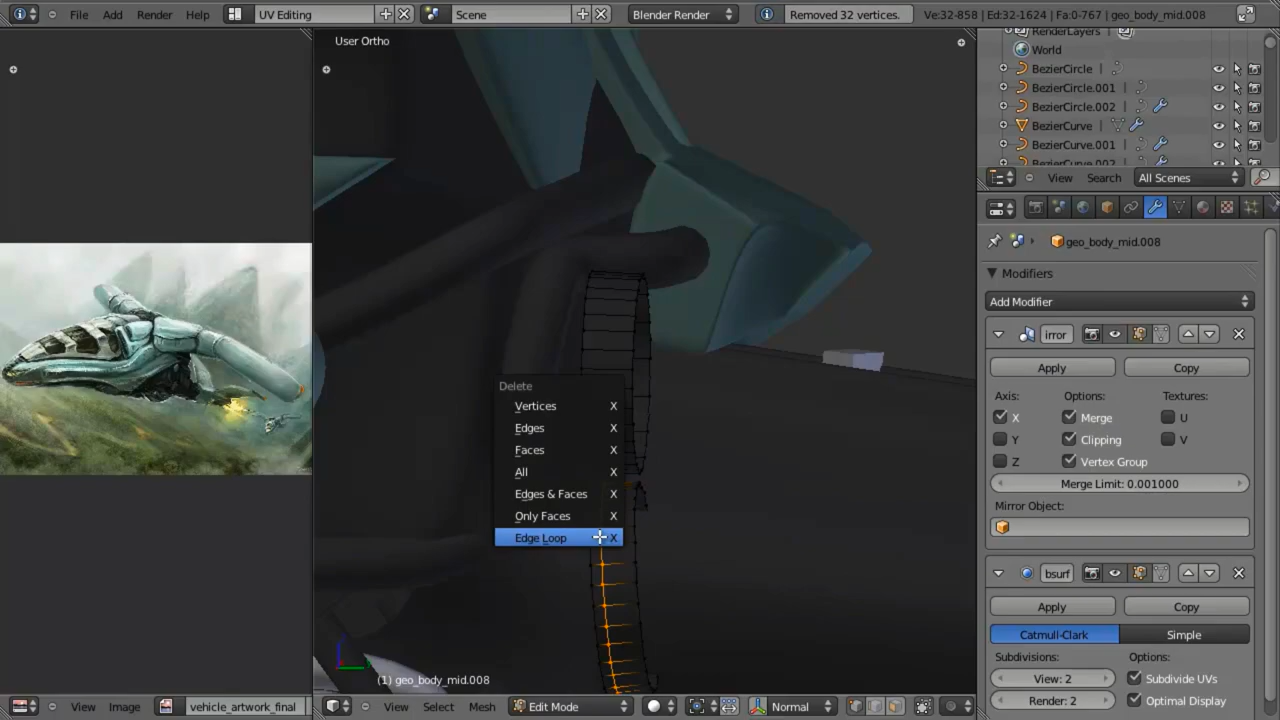 File Add Render Help UV Editing Scene Blender Render Removed 32 vertices. Ve:32-858 | Ed:32-1624 | Fa:0-767 | geo_body_mid.008
User Ortho
RenderLayers
World
BezierCircle
BezierCircle.001
BezierCircle.002
BezierCurve
BezierCurve.001
BezierCurve.002
View Search All Scenes
geo_body_mid.008
Modifiers
Add Modifier
irror
Apply Copy
Axis: Options: Textures:
X Merge U
Y Clipping V
Z Vertex Group
Merge Limit: 0.001000
Mirror Object:
bsurf
Apply Copy
Catmull-Clark Simple
Subdivisions: Options:
View: 2 Subdivide UVs
Render: 2 Optimal Display
Delete
Vertices X
Edges X
Faces X
All X
Edges & Faces X
Only Faces X
Edge Loop X
(1) geo_body_mid.008
View Image vehicle_artwork_final View Select Mesh Edit Mode Normal